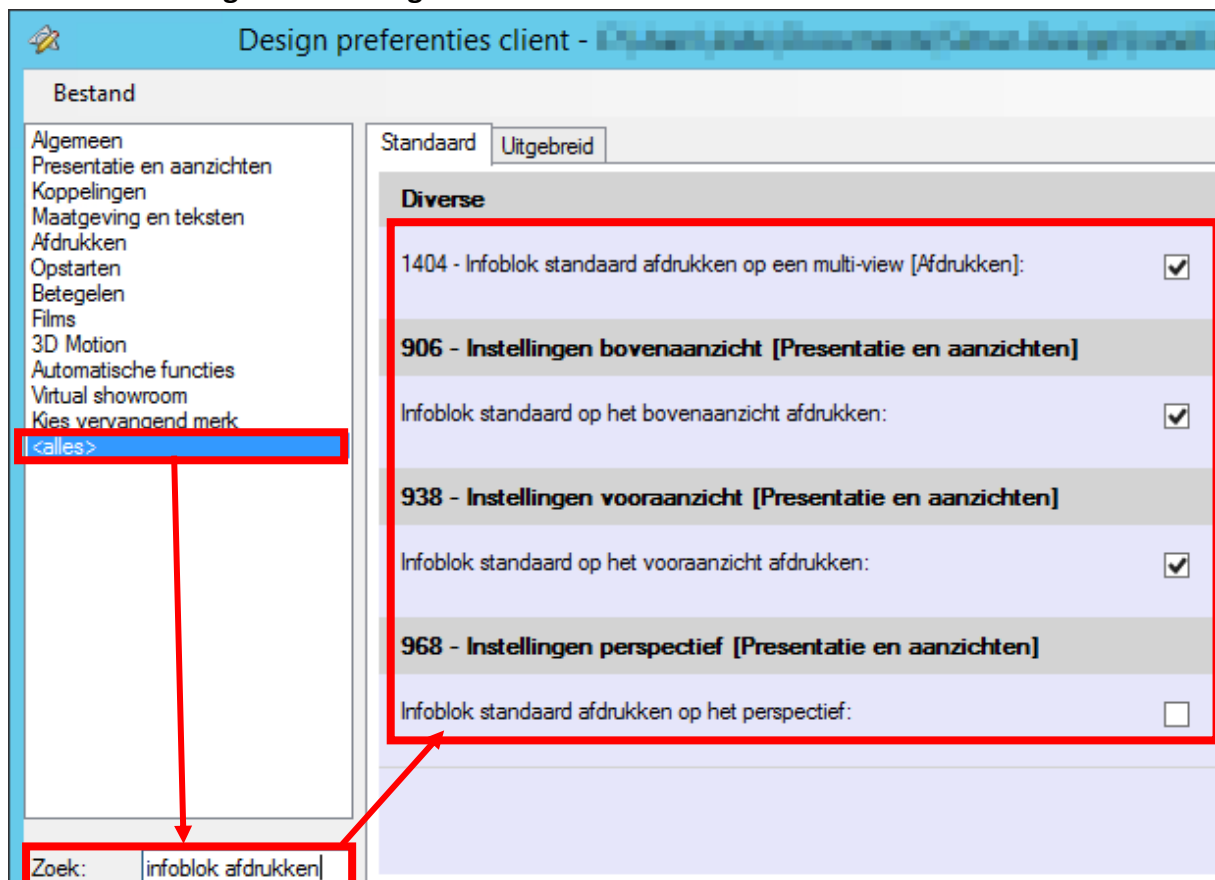 Design preferenties client -
Bestand
Algemeen
Presentatie en aanzichten
Koppelingen
Maatgeving en teksten
Afdrukken
Opstarten
Betegelen
Films
3D Motion
Automatische functies
Virtual showroom
Kies vervangend merk
<alles>
Zoek: infoblok afdrukken
Standaard Uitgebreid
Diverse
1404 - Infoblok standaard afdrukken op een multi-view [Afdrukken]:
906 - Instellingen bovenaanzicht [Presentatie en aanzichten]
Infoblok standaard op het bovenaanzicht afdrukken:
938 - Instellingen vooraanzicht [Presentatie en aanzichten]
Infoblok standaard op het vooraanzicht afdrukken:
968 - Instellingen perspectief [Presentatie en aanzichten]
Infoblok standaard afdrukken op het perspectief: